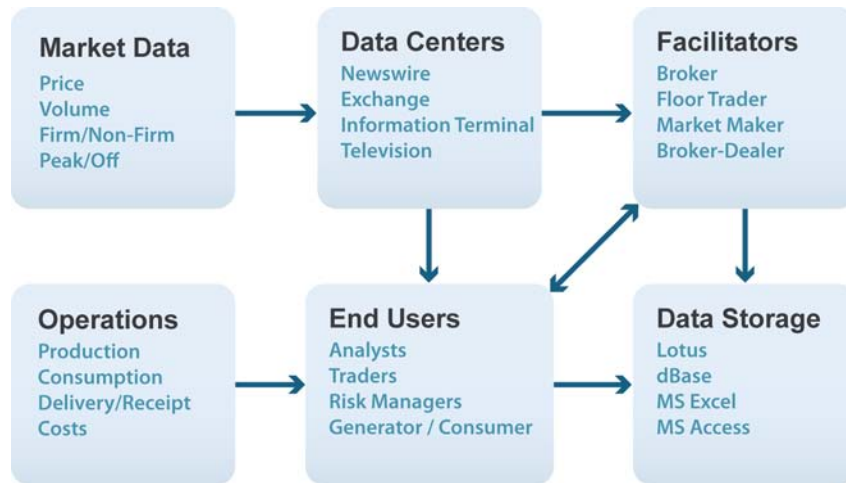 Market Data
Price
Volume
Firm/Non-Firm
Peak/Off
Data Centers
Newswire
Exchange
Information Terminal
Television
Facilitators
Broker
Floor Trader
Market Maker
Broker-Dealer
Operations
Production
Consumption
Delivery/Receipt
Costs
End Users
Analysts
Traders
Risk Managers
Generator / Consumer
Data Storage
Lotus
dBase
MS Excel
MS Access